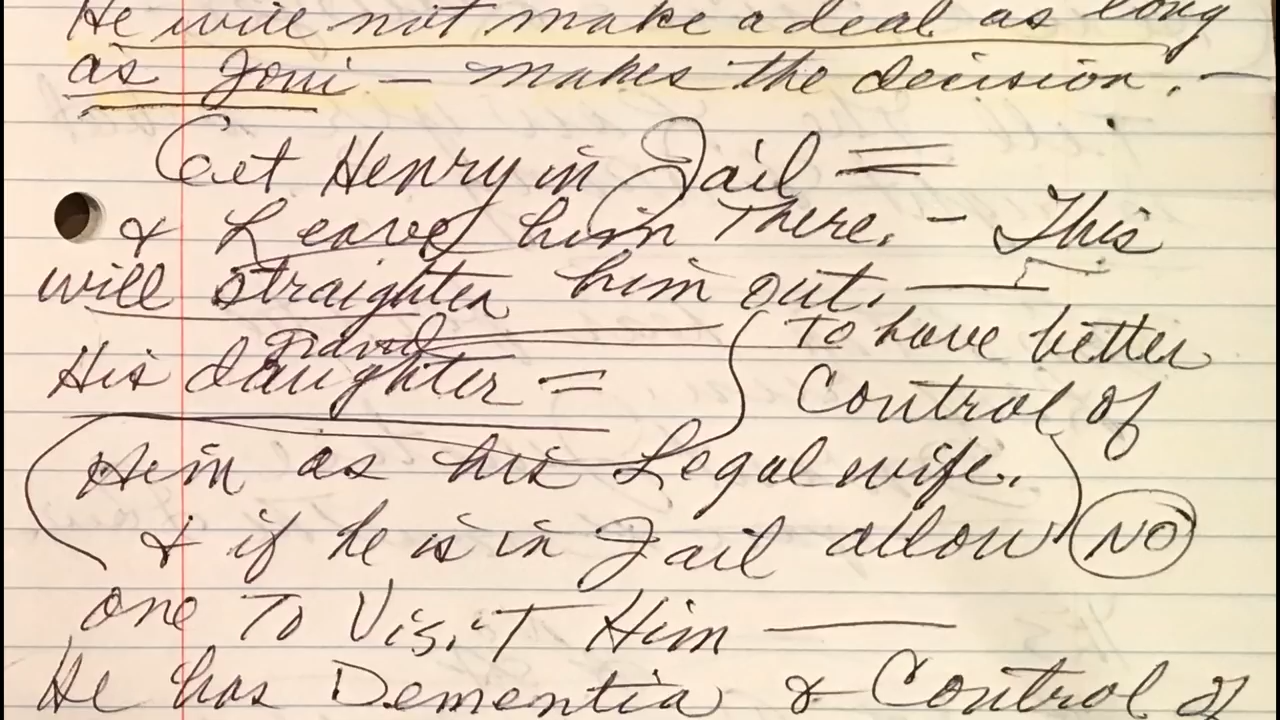 He will not make a deal as long
as Joni — makes the decision. —
Get Henry in Jail =
& Leave him There. — This
will straighten him out. —
Grand
His daughter =
To have better
Control of
Him as his Legal wife.
& if he is in Jail allow NO
one To Visit Him —
He has Dementia & Control of